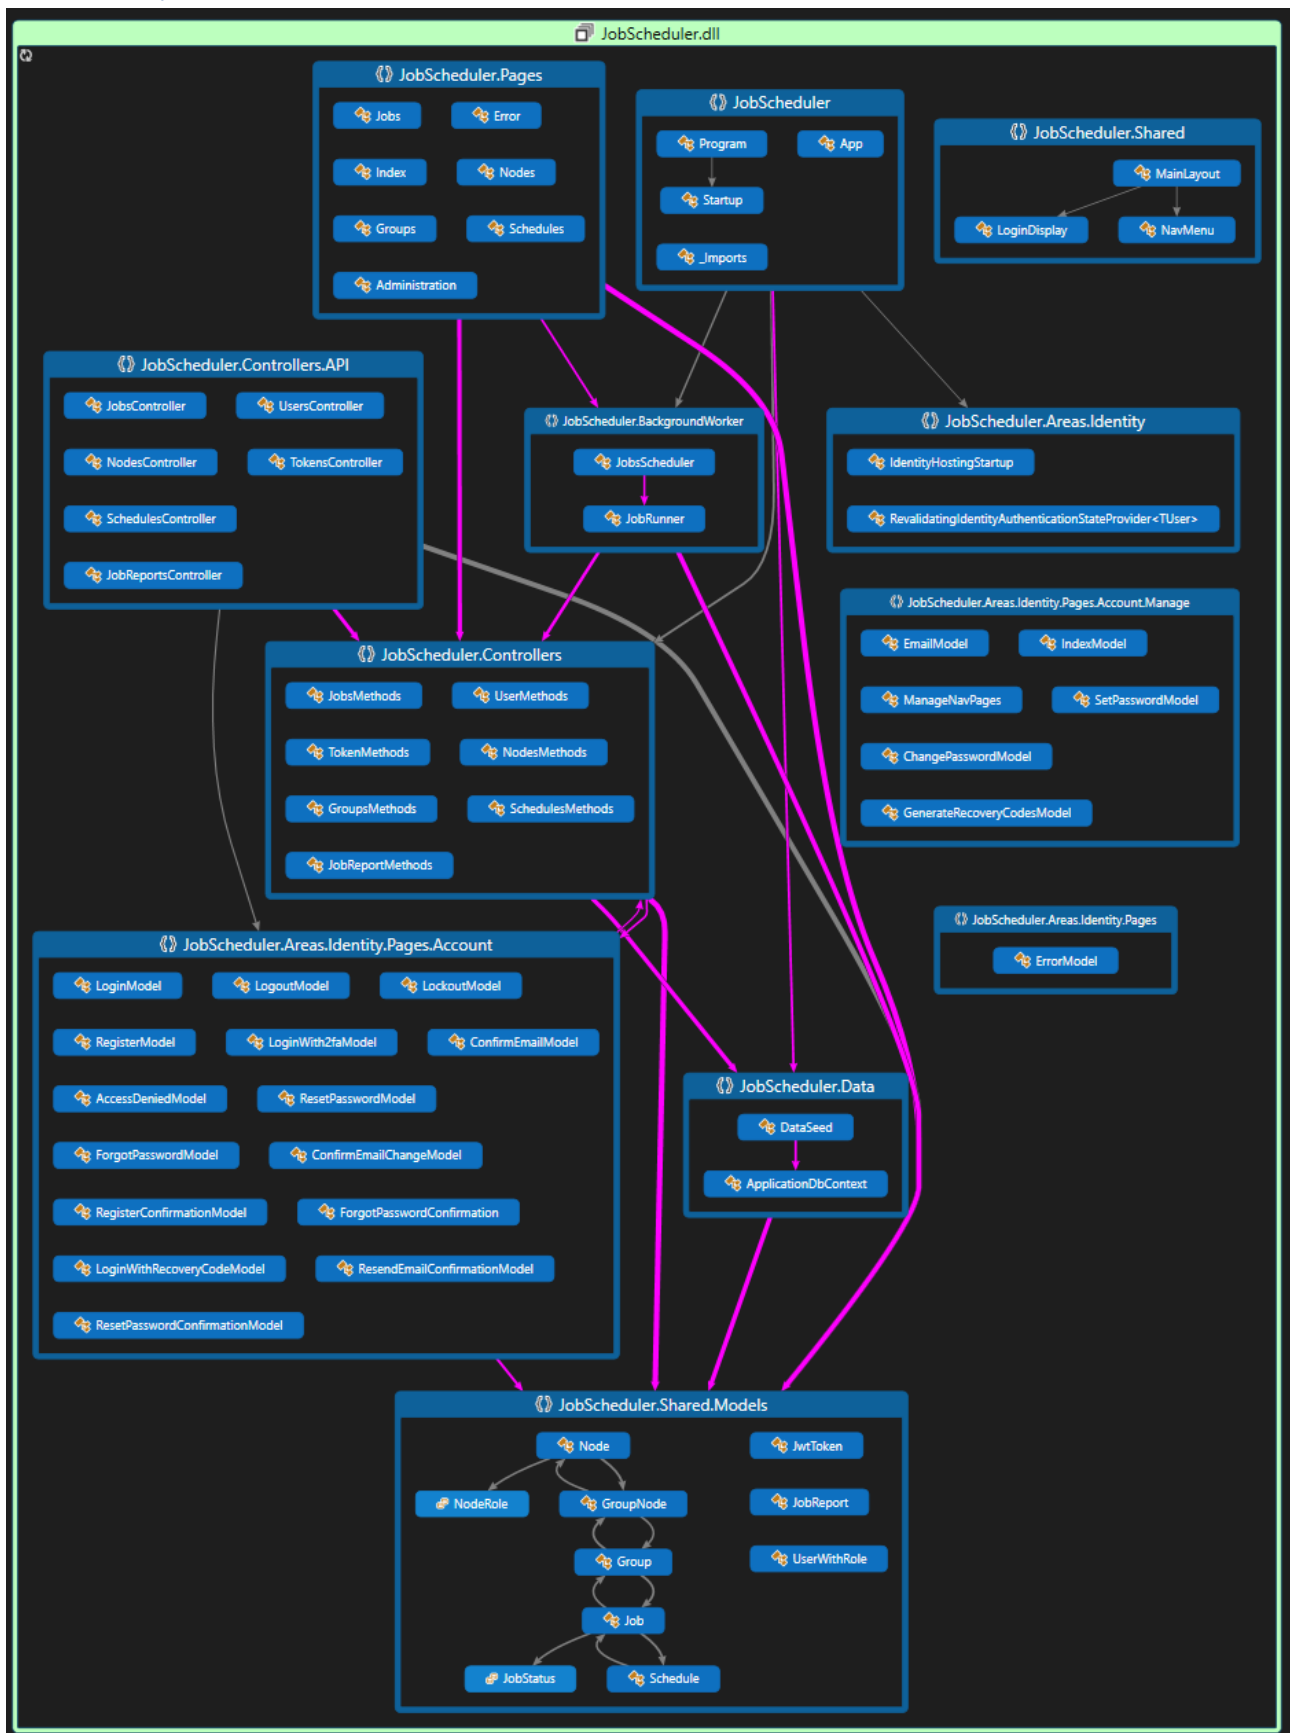 JobScheduler.dll
JobScheduler.Pages
Jobs
Error
Index
Nodes
Groups
Schedules
Administration
JobScheduler
Program
App
Startup
_Imports
JobScheduler.Shared
MainLayout
LoginDisplay
NavMenu
JobScheduler.Controllers.API
JobsController
UsersController
NodesController
TokensController
SchedulesController
JobReportsController
JobScheduler.BackgroundWorker
JobsScheduler
JobRunner
JobScheduler.Areas.Identity
IdentityHostingStartup
RevalidatingIdentityAuthenticationStateProvider<TUser>
JobScheduler.Areas.Identity.Pages.Account.Manage
EmailModel
IndexModel
ManageNavPages
SetPasswordModel
ChangePasswordModel
GenerateRecoveryCodesModel
JobScheduler.Controllers
JobsMethods
UserMethods
TokenMethods
NodesMethods
GroupsMethods
SchedulesMethods
JobReportMethods
JobScheduler.Areas.Identity.Pages
ErrorModel
JobScheduler.Areas.Identity.Pages.Account
LoginModel
LogoutModel
LockoutModel
RegisterModel
LoginWith2faModel
ConfirmEmailModel
AccessDeniedModel
ResetPasswordModel
ForgotPasswordModel
ConfirmEmailChangeModel
RegisterConfirmationModel
ForgotPasswordConfirmation
LoginWithRecoveryCodeModel
ResendEmailConfirmationModel
ResetPasswordConfirmationModel
JobScheduler.Data
DataSeed
ApplicationDbContext
JobScheduler.Shared.Models
Node
JwtToken
NodeRole
GroupNode
JobReport
Group
UserWithRole
Job
JobStatus
Schedule